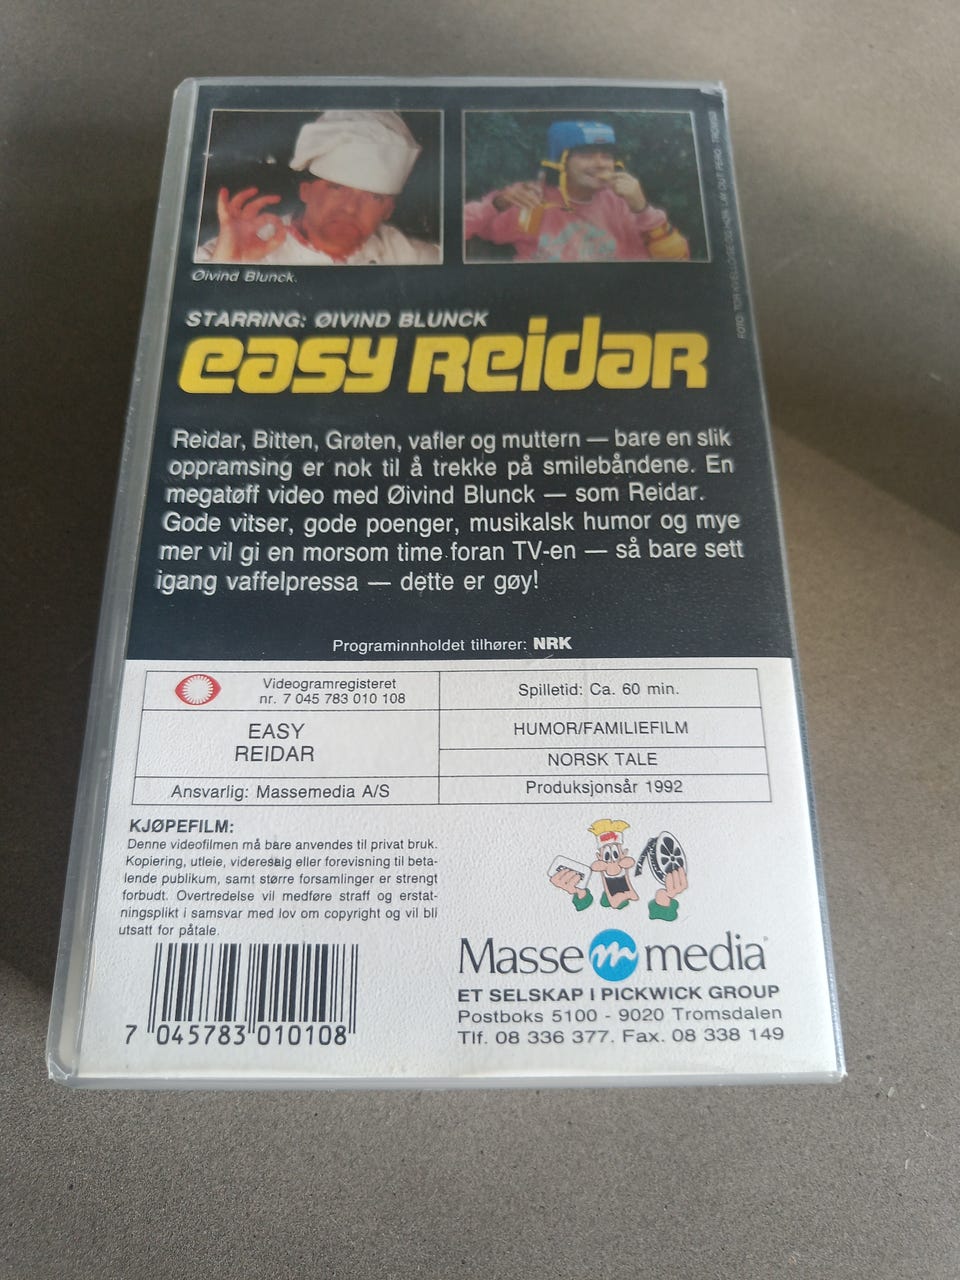 Øivind Blunck.
STARRING: ØIVIND BLUNCK
easy Reidar
Reidar, Bitten, Grøten, vafler og muttern — bare en slik
oppramsing er nok til å trekke på smilebåndene. En
megatøff video med Øivind Blunck — som Reidar.
Gode vitser, gode poenger, musikalsk humor og mye
mer vil gi en morsom time foran TV-en — så bare sett
igang vaffelpressa — dette er gøy!
Programinnholdet tilhører: NRK
Videogramregisteret
nr. 7 045 783 010 108
Spilletid: Ca. 60 min.
EASY
REIDAR
HUMOR/FAMILIEFILM
NORSK TALE
Ansvarlig: Massemedia A/S
Produksjonsår 1992
KJØPEFILM:
Denne videofilmen må bare anvendes til privat bruk.
Kopiering, utleie, videresalg eller forevisning til beta-
lende publikum, samt større forsamlinger er strengt
forbudt. Overtredelse vil medføre straff og erstat-
ningsplikt i samsvar med lov om copyright og vil bli
utsatt for påtale.
7 045783 010108
Masse m media
ET SELSKAP I PICKWICK GROUP
Postboks 5100 - 9020 Tromsdalen
Tlf. 08 336 377. Fax. 08 338 149